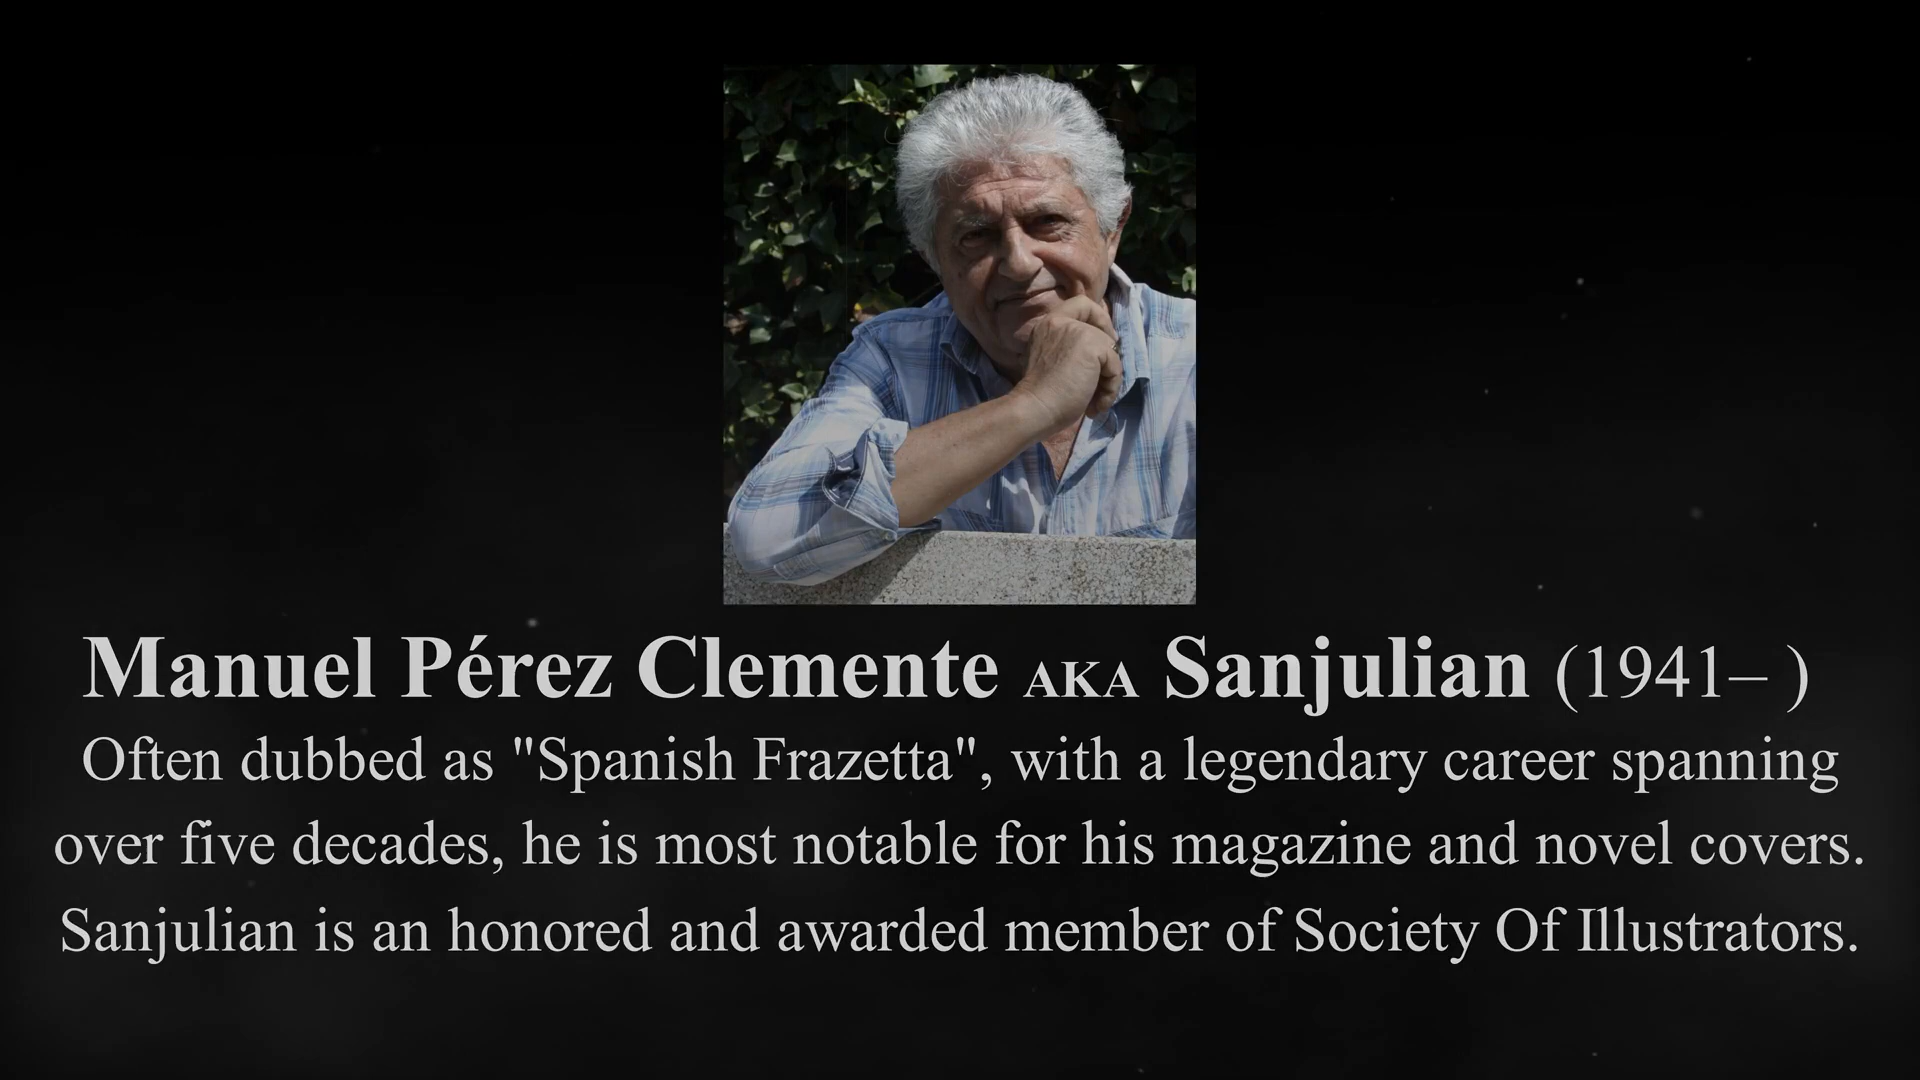 Manuel Pérez Clemente AKA Sanjulian (1941– )
Often dubbed as "Spanish Frazetta", with a legendary career spanning
over five decades, he is most notable for his magazine and novel covers.
Sanjulian is an honored and awarded member of Society Of Illustrators.